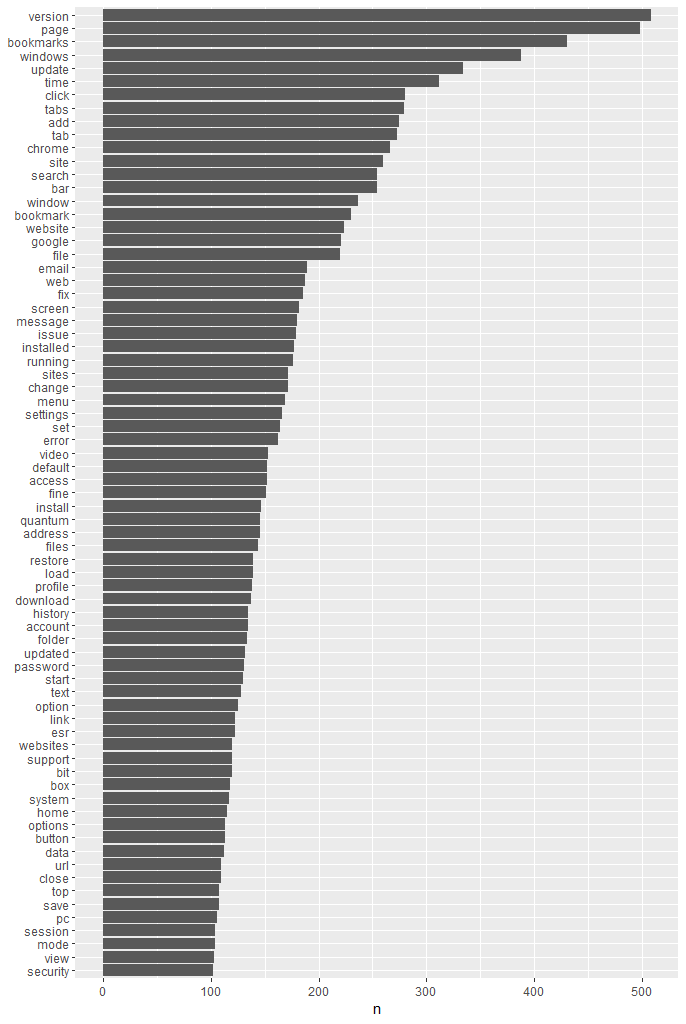 version
page
bookmarks
windows
update
time
click
tabs
add
tab
chrome
site
search
bar
window
bookmark
website
google
file
email
web
fix
screen
message
issue
installed
running
sites
change
menu
settings
set
error
video
default
access
fine
install
quantum
address
files
restore
load
profile
download
history
account
folder
updated
password
start
text
option
link
esr
websites
support
bit
box
system
home
options
button
data
url
close
top
save
pc
session
mode
view
security
0 100 200 300 400 500
n